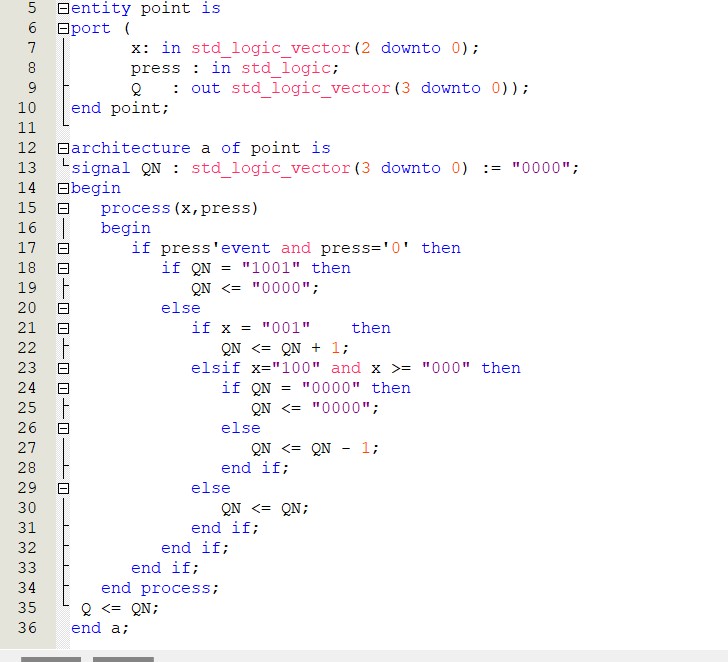 5 entity point is
6 port (
7 x: in std_logic_vector(2 downto 0);
8 press : in std_logic;
9 Q : out std_logic_vector(3 downto 0));
10 end point;
11
12 architecture a of point is
13 signal QN : std_logic_vector(3 downto 0) := "0000";
14 begin
15 process(x,press)
16 begin
17 if press'event and press='0' then
18 if QN = "1001" then
19 QN <= "0000";
20 else
21 if x = "001" then
22 QN <= QN + 1;
23 elsif x="100" and x >= "000" then
24 if QN = "0000" then
25 QN <= "0000";
26 else
27 QN <= QN - 1;
28 end if;
29 else
30 QN <= QN;
31 end if;
32 end if;
33 end if;
34 end process;
35 Q <= QN;
36 end a;